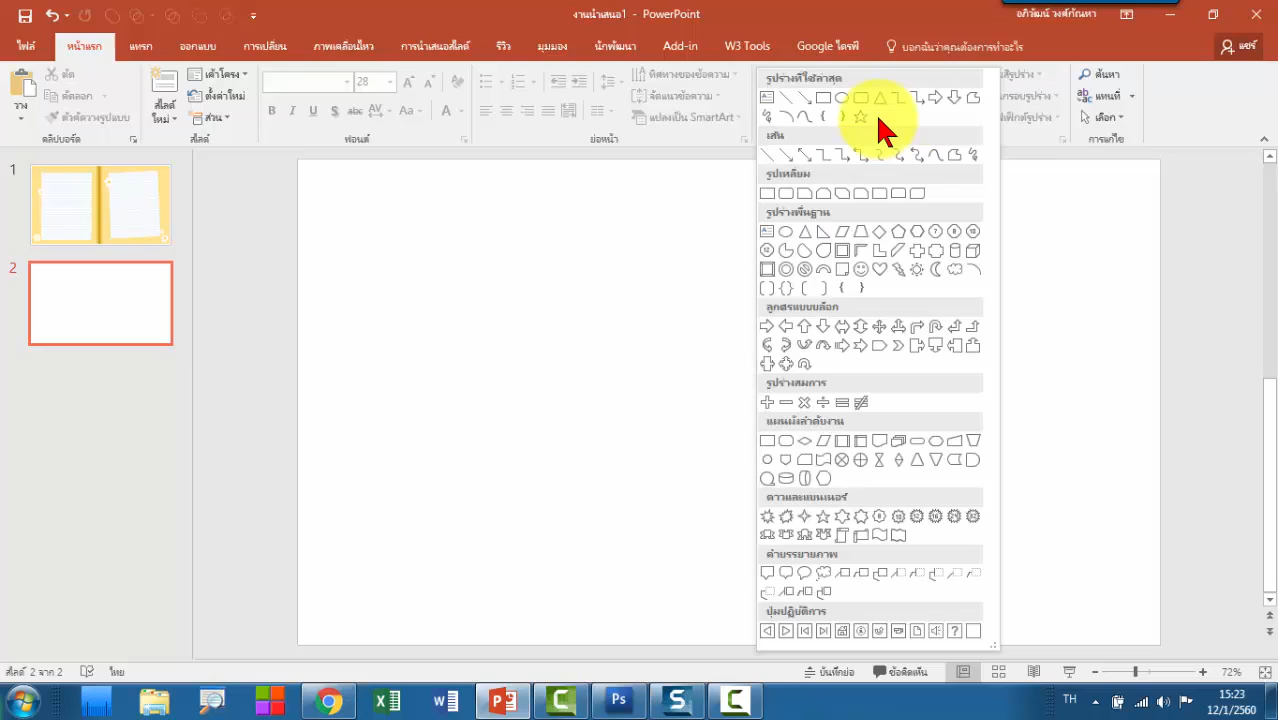 งานนำเสนอ1 - PowerPoint
อภิวัฒน์ วงศ์กัณหา
ไฟล์ หน้าแรก แทรก ออกแบบ การเปลี่ยน ภาพเคลื่อนไหว การนำเสนอสไลด์ รีวิว มุมมอง นักพัฒนา Add-in W3 Tools Google ไดรฟ์ บอกฉันว่าคุณต้องการทำอะไร แชร์
วาง
ตัด
คัดลอก
ตัวคัดวางรูปแบบ
คลิปบอร์ด
สไลด์
ใหม่
เค้าโครง
ตั้งค่าใหม่
ส่วน
สไลด์
28
B I U S abc AV Aa A
ฟอนต์
ทิศทางของข้อความ
จัดแนวข้อความ
แปลงเป็น SmartArt
ย่อหน้า
รูปร่างที่ใช้ล่าสุด
เส้น
รูปเหลี่ยม
รูปร่างพื้นฐาน
ลูกศรแบบบล็อก
รูปร่างสมการ
แผนผังลำดับงาน
ดาวและแบนเนอร์
คำบรรยายภาพ
ปุ่มปฏิบัติการ
ค้นหา
แทนที่
เลือก
การแก้ไข
1
2
สไลด์ 2 จาก 2 ไทย บันทึกย่อ ข้อคิดเห็น 72%
TH
15:23
12/1/2560